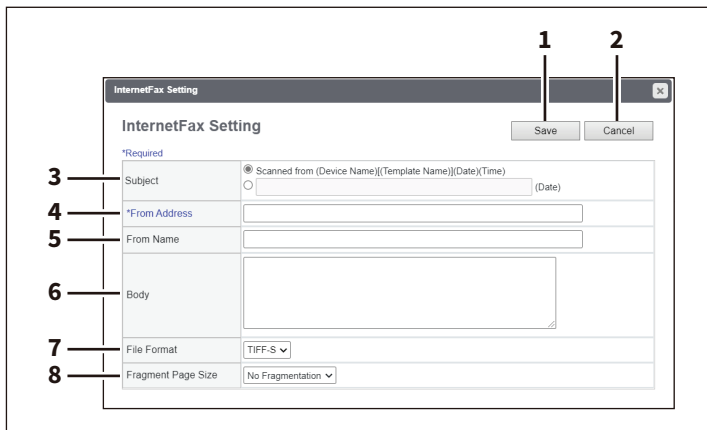 1 2
InternetFax Setting
InternetFax Setting
Save Cancel
*Required
3 Subject Scanned from (Device Name)[(Template Name)](Date)(Time)
(Date)
4 *From Address
5 From Name
6 Body
7 File Format TIFF-S
8 Fragment Page Size No Fragmentation